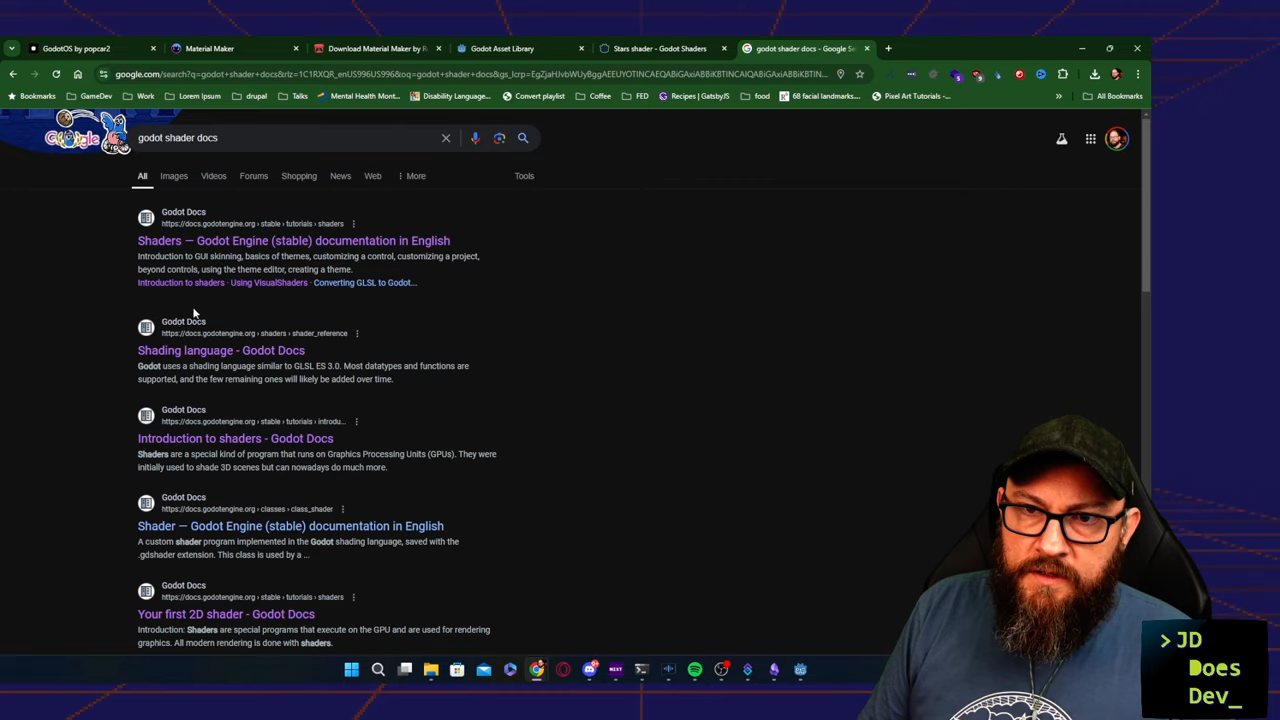 GodotOS by popcar2
Material Maker
Download Material Maker by R
Godot Asset Library
Stars shader - Godot Shaders
godot shader docs - Google Se
Bookmarks
GameDev
Work
Lorem Ipsum
drupal
Talks
Mental Health Mont...
Disability Language...
Convert playlist
Coffee
FED
Recipes | GatsbyJS
food
68 facial landmarks...
Pixel Art Tutorials -...
All Bookmarks
godot shader docs
All
Images
Videos
Forums
Shopping
News
Web
More
Tools
Godot Docs
https://docs.godotengine.org › stable › tutorials › shaders
Shaders — Godot Engine (stable) documentation in English
Introduction to GUI skinning, basics of themes, customizing a control, customizing a project,
beyond controls, using the theme editor, creating a theme.
Introduction to shaders · Using VisualShaders · Converting GLSL to Godot...
Godot Docs
https://docs.godotengine.org › shaders › shader_reference
Shading language - Godot Docs
Godot uses a shading language similar to GLSL ES 3.0. Most datatypes and functions are
supported, and the few remaining ones will likely be added over time.
Godot Docs
https://docs.godotengine.org › stable › tutorials › introdu...
Introduction to shaders - Godot Docs
Shaders are a special kind of program that runs on Graphics Processing Units (GPUs). They were
initially used to shade 3D scenes but can nowadays do much more.
Godot Docs
https://docs.godotengine.org › classes › class_shader
Shader — Godot Engine (stable) documentation in English
A custom shader program implemented in the Godot shading language, saved with the
.gdshader extension. This class is used by a ...
Godot Docs
https://docs.godotengine.org › stable › tutorials › shaders
Your first 2D shader - Godot Docs
Introduction: Shaders are special programs that execute on the GPU and are used for rendering
graphics. All modern rendering is done with shaders.
> JD
Does
Dev_